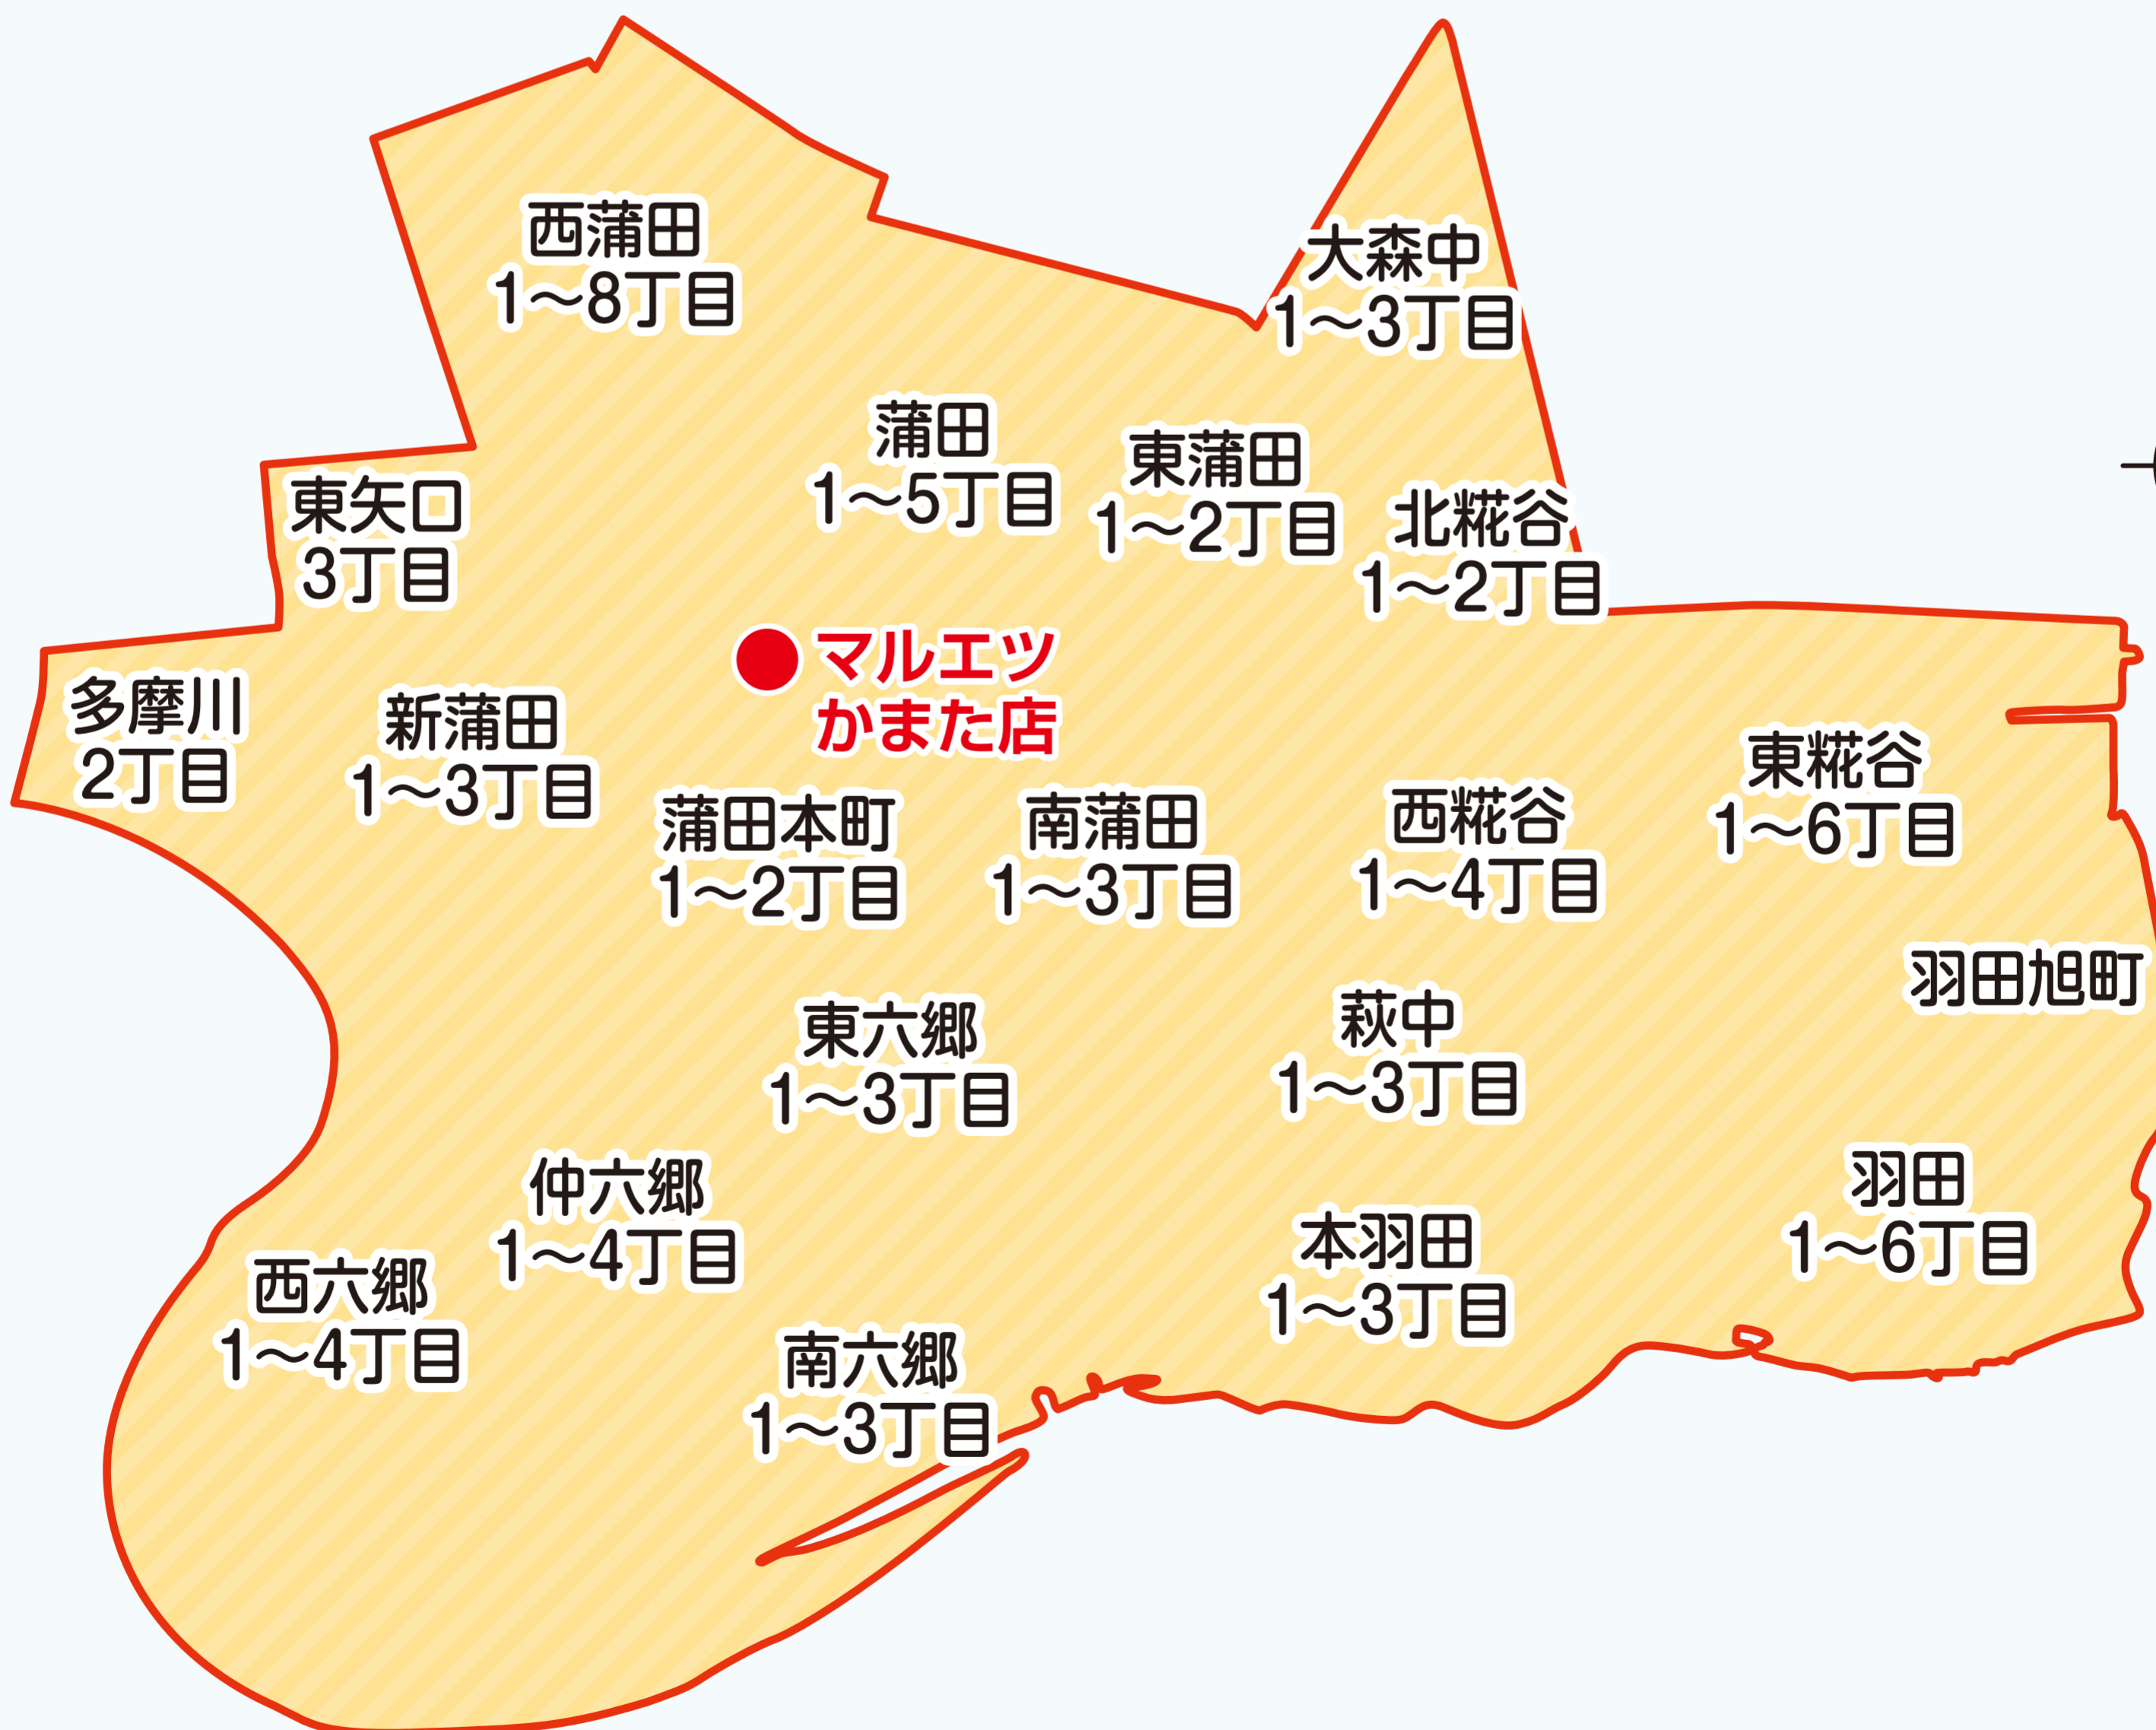 西蒲田
1～8丁目
大森中
1～3丁目
蒲田
1～5丁目
東蒲田
1～2丁目
東矢口
3丁目
北糀谷
1～2丁目
マルエツ
かまた店
多摩川
2丁目
新蒲田
1～3丁目
東糀谷
1～6丁目
蒲田本町
1～2丁目
南蒲田
1～3丁目
西糀谷
1～4丁目
羽田旭町
東六郷
1～3丁目
萩中
1～3丁目
羽田
1～6丁目
仲六郷
1～4丁目
本羽田
1～3丁目
西六郷
1～4丁目
南六郷
1～3丁目